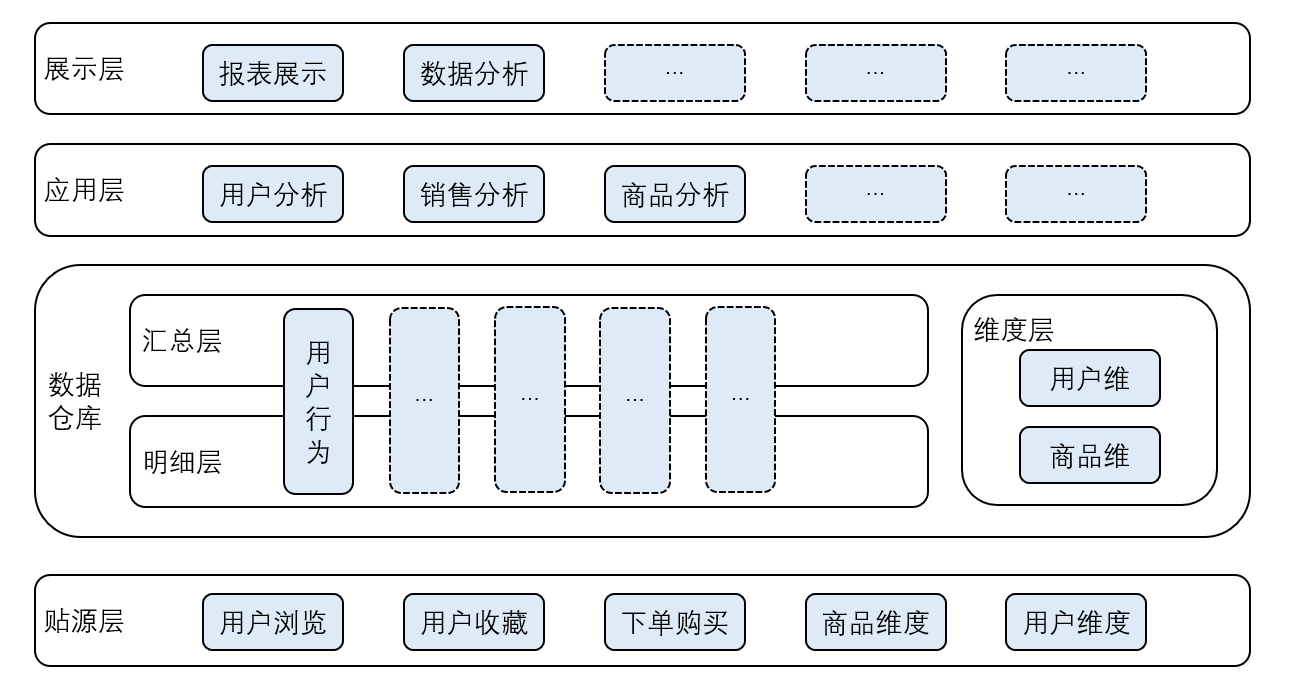 展示层
报表展示
数据分析
...
...
...
应用层
用户分析
销售分析
商品分析
...
...
数据
仓库
汇总层
明细层
用
户
行
为
...
...
...
...
维度层
用户维
商品维
贴源层
用户浏览
用户收藏
下单购买
商品维度
用户维度